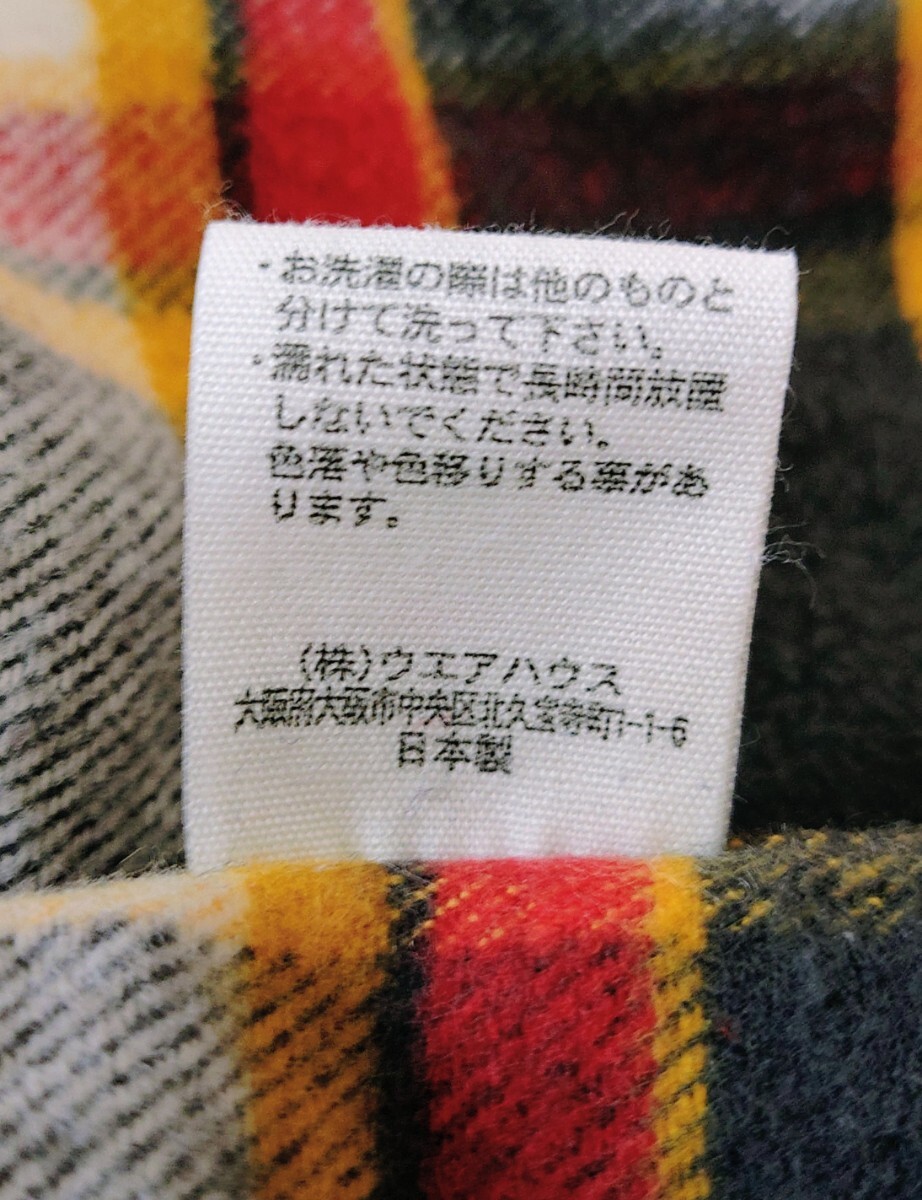 ・お洗濯の際は他のものと
分けて洗って下さい。
・濡れた状態で長時間放置
しないでください。
色落や色移りする事があ
ります。
(株)ウエアハウス
大阪府大阪市中央区北久宝寺町1-1-6
日本製